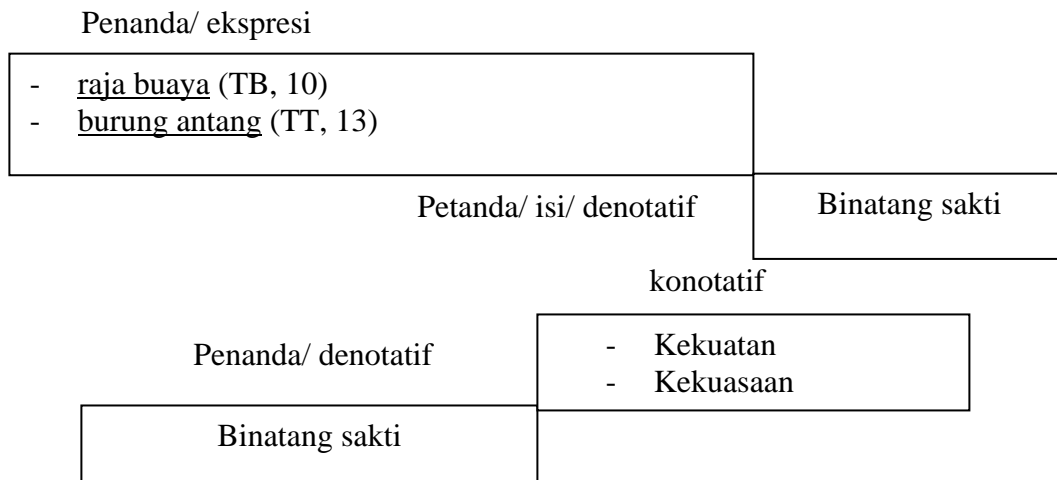 Penanda/ ekspresi
- raja buaya (TB, 10)
- burung antang (TT, 13)
Petanda/ isi/ denotatif
Binatang sakti
konotatif
Penanda/ denotatif
- Kekuatan
- Kekuasaan
Binatang sakti